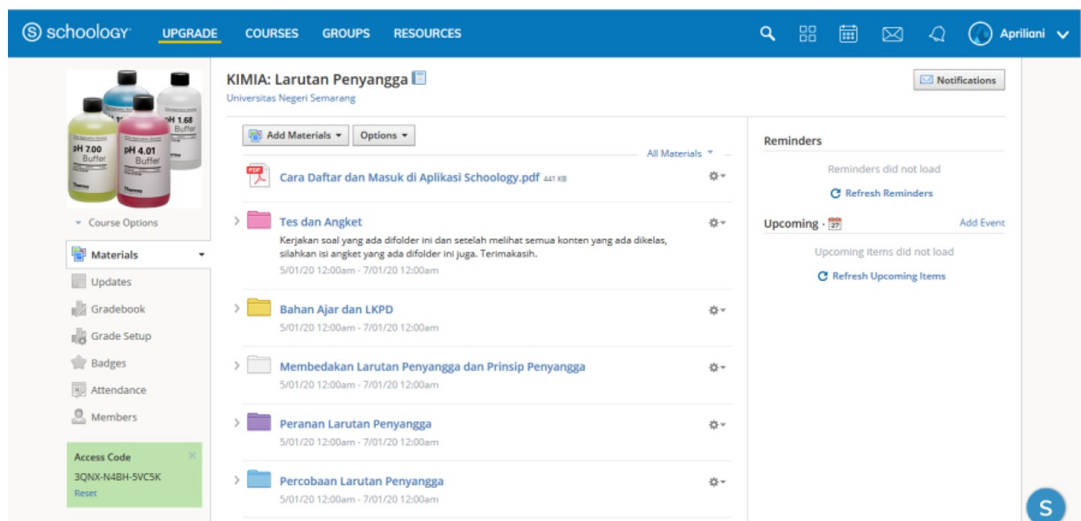 schoology UPGRADE COURSES GROUPS RESOURCES Apriliani
KIMIA: Larutan Penyangga
Universitas Negeri Semarang
Notifications
pH 1.68
Buffer
pH 7.00
Buffer
pH 4.01
Buffer
Course Options
Materials
Updates
Gradebook
Grade Setup
Badges
Attendance
Members
Access Code
3QNX-N4BH-5VC5K
Reset
Add Materials Options
All Materials
PDF
Cara Daftar dan Masuk di Aplikasi Schoology.pdf 441 KB
Tes dan Angket
Kerjakan soal yang ada difolder ini dan setelah melihat semua konten yang ada dikelas,
silahkan isi angket yang ada difolder ini juga. Terimakasih.
5/01/20 12:00am - 7/01/20 12:00am
Bahan Ajar dan LKPD
5/01/20 12:00am - 7/01/20 12:00am
Membedakan Larutan Penyangga dan Prinsip Penyangga
5/01/20 12:00am - 7/01/20 12:00am
Peranan Larutan Penyangga
5/01/20 12:00am - 7/01/20 12:00am
Percobaan Larutan Penyangga
5/01/20 12:00am - 7/01/20 12:00am
Reminders
Reminders did not load
Refresh Reminders
Upcoming · 27 Add Event
Upcoming Items did not load
Refresh Upcoming Items
S